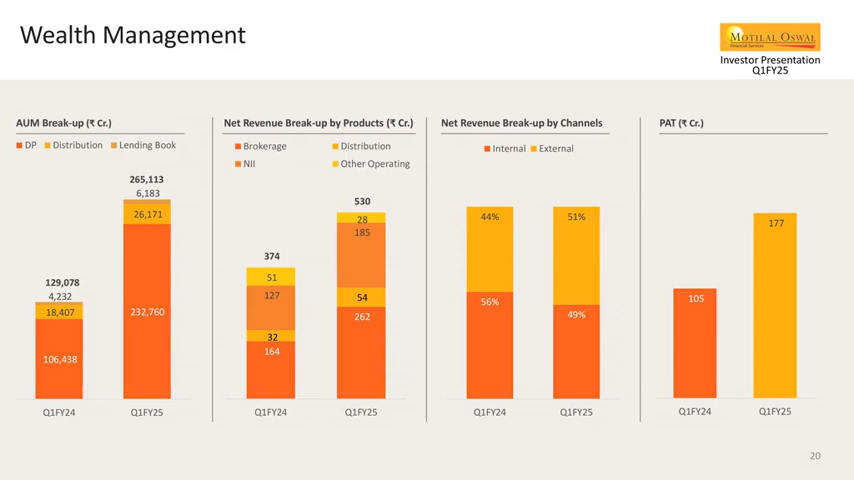 Wealth Management
MOTILAL OSWAL
Financial Services
Investor Presentation
Q1FY25
AUM Break-up (₹ Cr.)
DP Distribution Lending Book
265,113
6,183
26,171
232,760
129,078
4,232
18,407
106,438
Q1FY24 Q1FY25
Net Revenue Break-up by Products (₹ Cr.)
Brokerage Distribution
NII Other Operating
530
28
185
54
262
374
51
127
32
164
Q1FY24 Q1FY25
Net Revenue Break-up by Channels
Internal External
44% 51%
56% 49%
Q1FY24 Q1FY25
PAT (₹ Cr.)
177
105
Q1FY24 Q1FY25
20